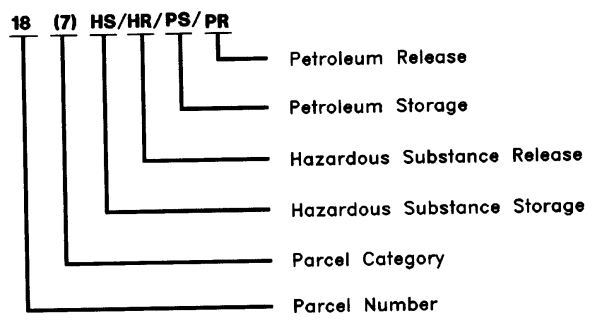 18 (7) HS/HR/PS/PR
Petroleum Release
Petroleum Storage
Hazardous Substance Release
Hazardous Substance Storage
Parcel Category
Parcel Number